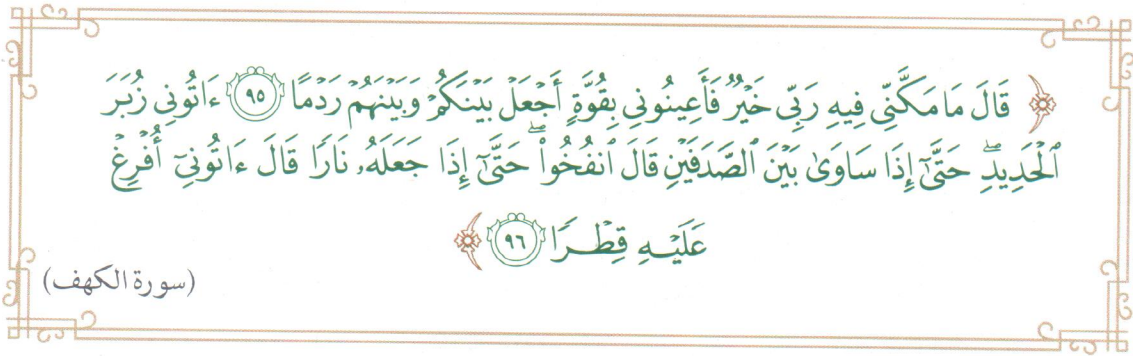 ﴿ قَالَ مَا مَكَّنِّي فِيهِ رَبِّي خَيْرٌ فَأَعِينُونِي بِقُوَّةٍ أَجْعَلْ بَيْنَكُمْ وَبَيْنَهُمْ رَدْمًا ٩٥ ءَاتُونِي زُبَرَ
ٱلْحَدِيدِۖ حَتَّىٰٓ إِذَا سَاوَىٰ بَيْنَ ٱلصَّدَفَيْنِ قَالَ ٱنفُخُوا۟ۖ حَتَّىٰٓ إِذَا جَعَلَهُۥ نَارًا قَالَ ءَاتُونِيٓ أُفْرِغْ
عَلَيْهِ قِطْرًا ٩٦ ﴾
(سورة الكهف)